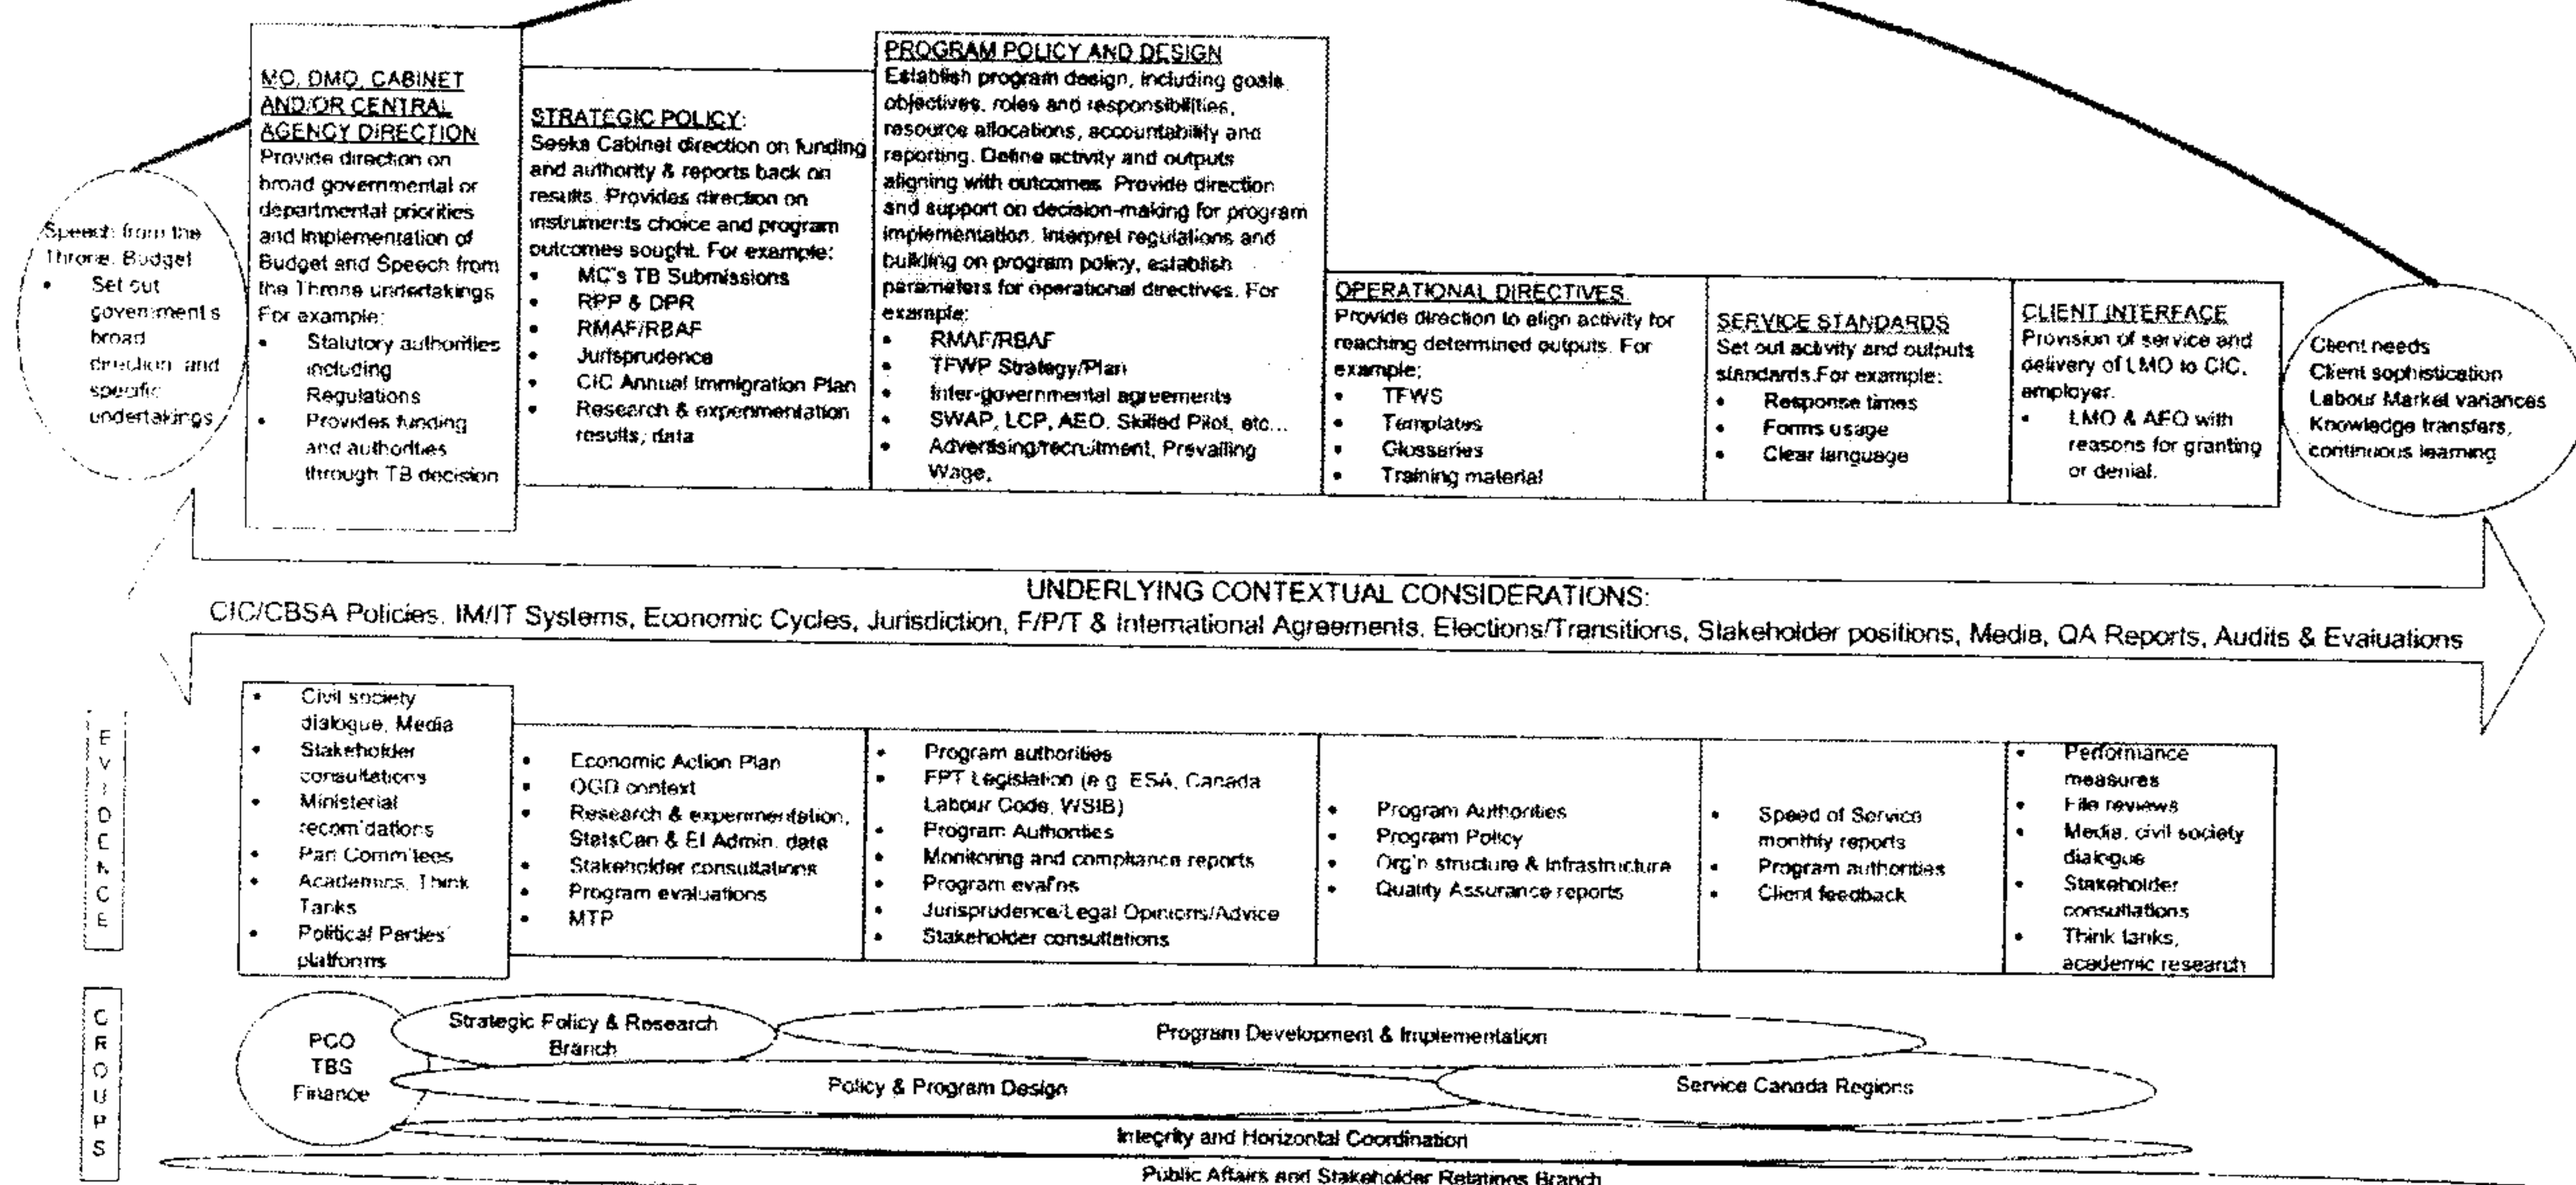 Speech from the
Throne, Budget
• Set out
government's
broad
direction and
specific
undertakings
MO, DMO, CABINET
AND/OR CENTRAL
AGENCY DIRECTION
Provide direction on
broad governmental or
departmental priorities
and implementation of
Budget and Speech from
the Throne undertakings
For example:
• Statutory authorities
including
Regulations
• Provides funding
and authorities
through TB decision
STRATEGIC POLICY:
Seeks Cabinet direction on funding
and authority & reports back on
results. Provides direction on
instruments choice and program
outcomes sought. For example:
• MC's TB Submissions
• RPP & DPR
• RMAF/RBAF
• Jurisprudence
• CIC Annual Immigration Plan
• Research & experimentation
results, data
PROGRAM POLICY AND DESIGN
Establish program design, including goals
objectives, roles and responsibilities,
resource allocations, accountability and
reporting. Define activity and outputs
aligning with outcomes. Provide direction
and support on decision-making for program
implementation. Interpret regulations and
building on program policy, establish
parameters for operational directives. For
example:
• RMAF/RBAF
• TFWP Strategy/Plan
• Inter-governmental agreements
• SWAP, LCP, AEO, Skilled Pilot, etc...
• Advertising/recruitment, Prevailing
Wage,
OPERATIONAL DIRECTIVES
Provide direction to align activity for
reaching determined outputs. For
example:
• TFWS
• Templates
• Glossaries
• Training material
SERVICE STANDARDS
Set out activity and outputs
standards.For example:
• Response times
• Forms usage
• Clear language
CLIENT INTERFACE
Provision of service and
delivery of LMO to CIC,
employer.
• LMO & AEO with
reasons for granting
or denial.
Client needs
Client sophistication
Labour Market variances
Knowledge transfers,
continuous learning
UNDERLYING CONTEXTUAL CONSIDERATIONS:
CIC/CBSA Policies, IM/IT Systems, Economic Cycles, Jurisdiction, F/P/T & International Agreements, Elections/Transitions, Stakeholder positions, Media, QA Reports, Audits & Evaluations
EVIDENCE
• Civil society
dialogue, Media
• Stakeholder
consultations
• Ministerial
recom'dations
• Parl Commitees
• Academics, Think
Tanks
• Political Parties'
platforms
• Economic Action Plan
• OGD context
• Research & experimentation,
StatsCan & EI Admin. data
• Stakeholder consultations
• Program evaluations
• MTP
• Program authorities
• FPT Legislation (e.g. ESA, Canada
Labour Code, WSIB)
• Program Authorities
• Monitoring and compliance reports
• Program eval'ns
• Jurisprudence/Legal Opinions/Advice
• Stakeholder consultations
• Program Authorities
• Program Policy
• Org'n structure & Infrastructure
• Quality Assurance reports
• Speed of Service
monthly reports
• Program authorities
• Client feedback
• Performance
measures
• File reviews
• Media, civil society
dialogue
• Stakeholder
consultations
• Think tanks,
academic research
GROUPS
PCO
TBS
Finance
Strategic Policy & Research
Branch
Program Development & Implementation
Policy & Program Design
Service Canada Regions
Integrity and Horizontal Coordination
Public Affairs and Stakeholder Relations Branch